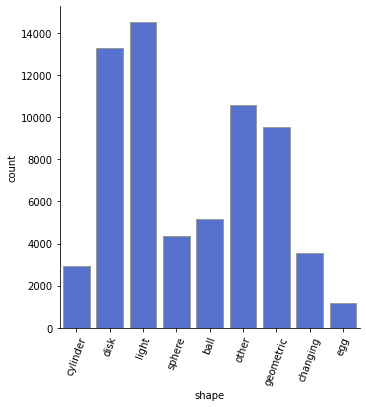 14000
12000
10000
8000
6000
4000
2000
0
count
cylinder
disk
light
sphere
ball
other
geometric
changing
egg
shape